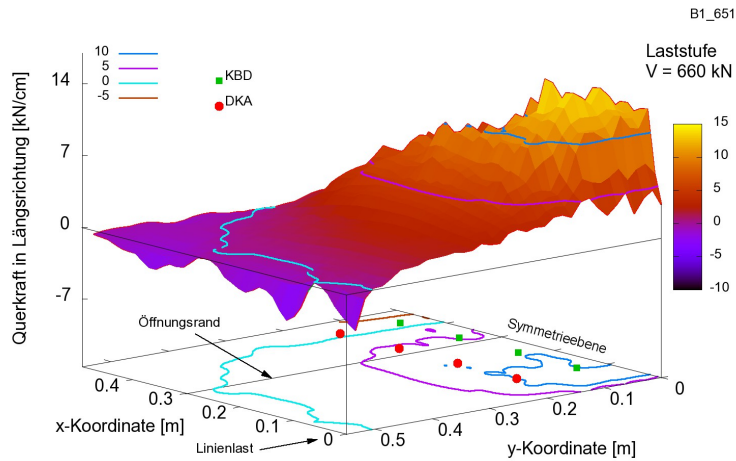 B1_651
Laststufe
V = 660 kN
10
5
0
-5
KBD
DKA
Querkraft in Längsrichtung [kN/cm]
14
7
0
-7
15
10
5
0
-5
-10
Öffnungsrand
Symmetrieebene
0.4
0.3
0.2
0.1
0
x-Koordinate [m]
Linienlast
0.5
0.4
0.3
0.2
0.1
0
y-Koordinate [m]